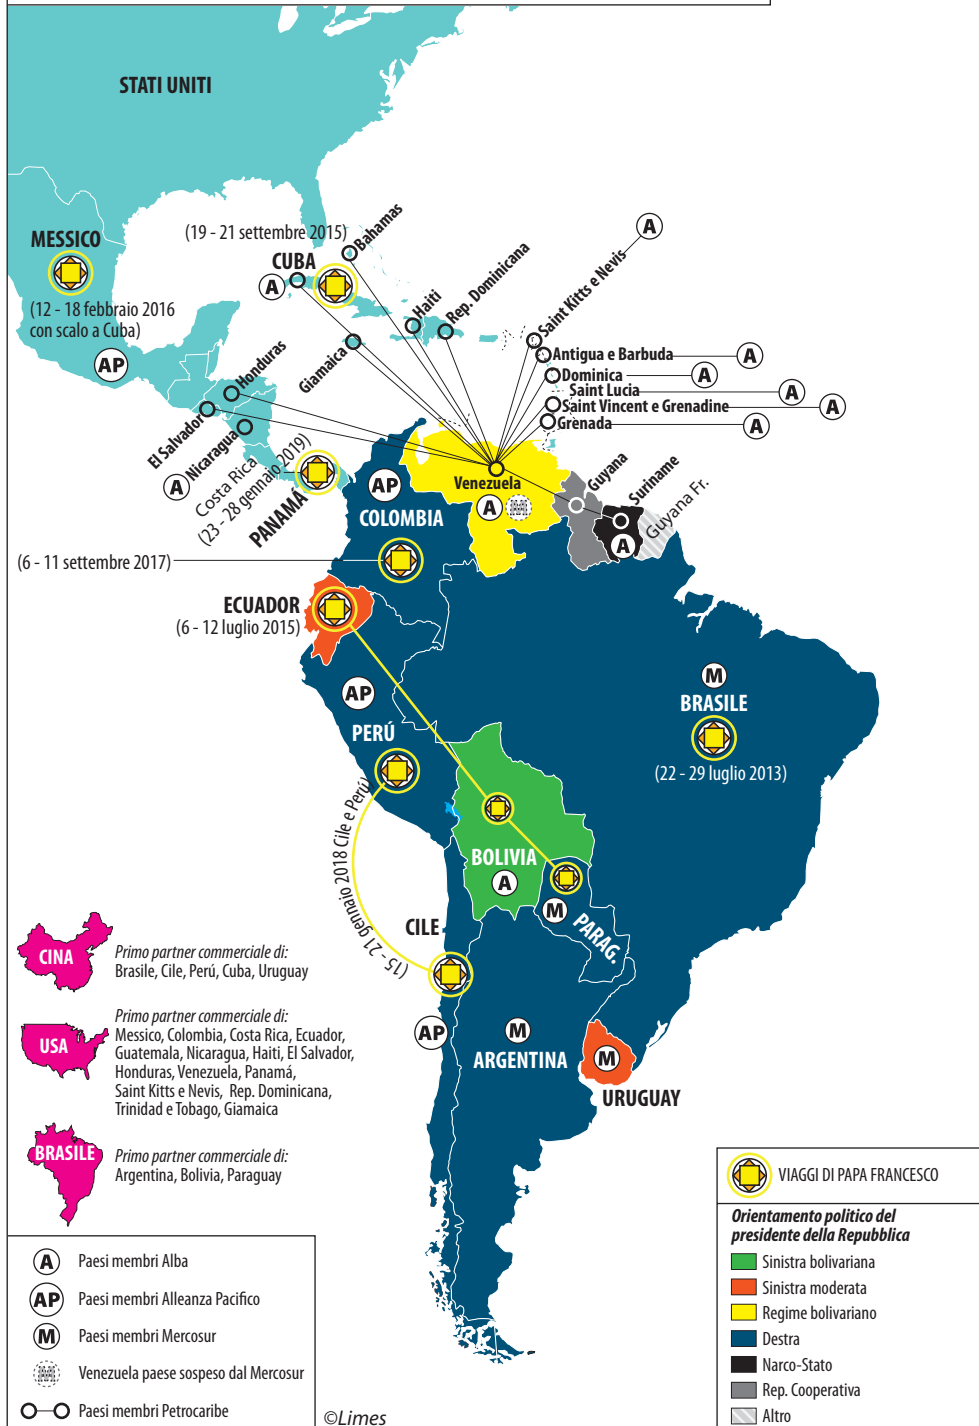 STATI UNITI
MESSICO
(12 - 18 febbraio 2016
con scalo a Cuba)
AP
(19 - 21 settembre 2015)
CUBA
A
Bahamas
Haiti
Rep. Dominicana
Giamaica
Saint Kitts e Nevis
A
Antigua e Barbuda
A
Dominica
A
Saint Lucia
A
Saint Vincent e Grenadine
A
Grenada
A
Honduras
El Salvador
Nicaragua
A
Costa Rica
(23 - 28 gennaio 2019)
PANAMÁ
AP
COLOMBIA
(6 - 11 settembre 2017)
Venezuela
A
M
Guyana
Suriname
A
Guyana Fr.
ECUADOR
(6 - 12 luglio 2015)
AP
PERÚ
M
BRASILE
(22 - 29 luglio 2013)
(15 - 21 gennaio 2018 Cile e Perú)
BOLIVIA
A
M
PARAG.
CILE
AP
M
ARGENTINA
M
URUGUAY
CINA
Primo partner commerciale di:
Brasile, Cile, Perú, Cuba, Uruguay
USA
Primo partner commerciale di:
Messico, Colombia, Costa Rica, Ecuador,
Guatemala, Nicaragua, Haiti, El Salvador,
Honduras, Venezuela, Panamá,
Saint Kitts e Nevis, Rep. Dominicana,
Trinidad e Tobago, Giamaica
BRASILE
Primo partner commerciale di:
Argentina, Bolivia, Paraguay
A Paesi membri Alba
AP Paesi membri Alleanza Pacifico
M Paesi membri Mercosur
M Venezuela paese sospeso dal Mercosur
Paesi membri Petrocaribe
©Limes
VIAGGI DI PAPA FRANCESCO
Orientamento politico del
presidente della Repubblica
Sinistra bolivariana
Sinistra moderata
Regime bolivariano
Destra
Narco-Stato
Rep. Cooperativa
Altro